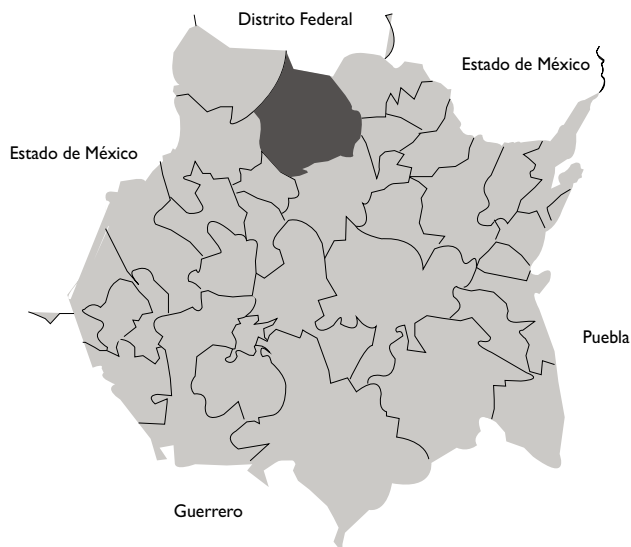 Distrito Federal
Estado de México
Estado de México
Puebla
Guerrero